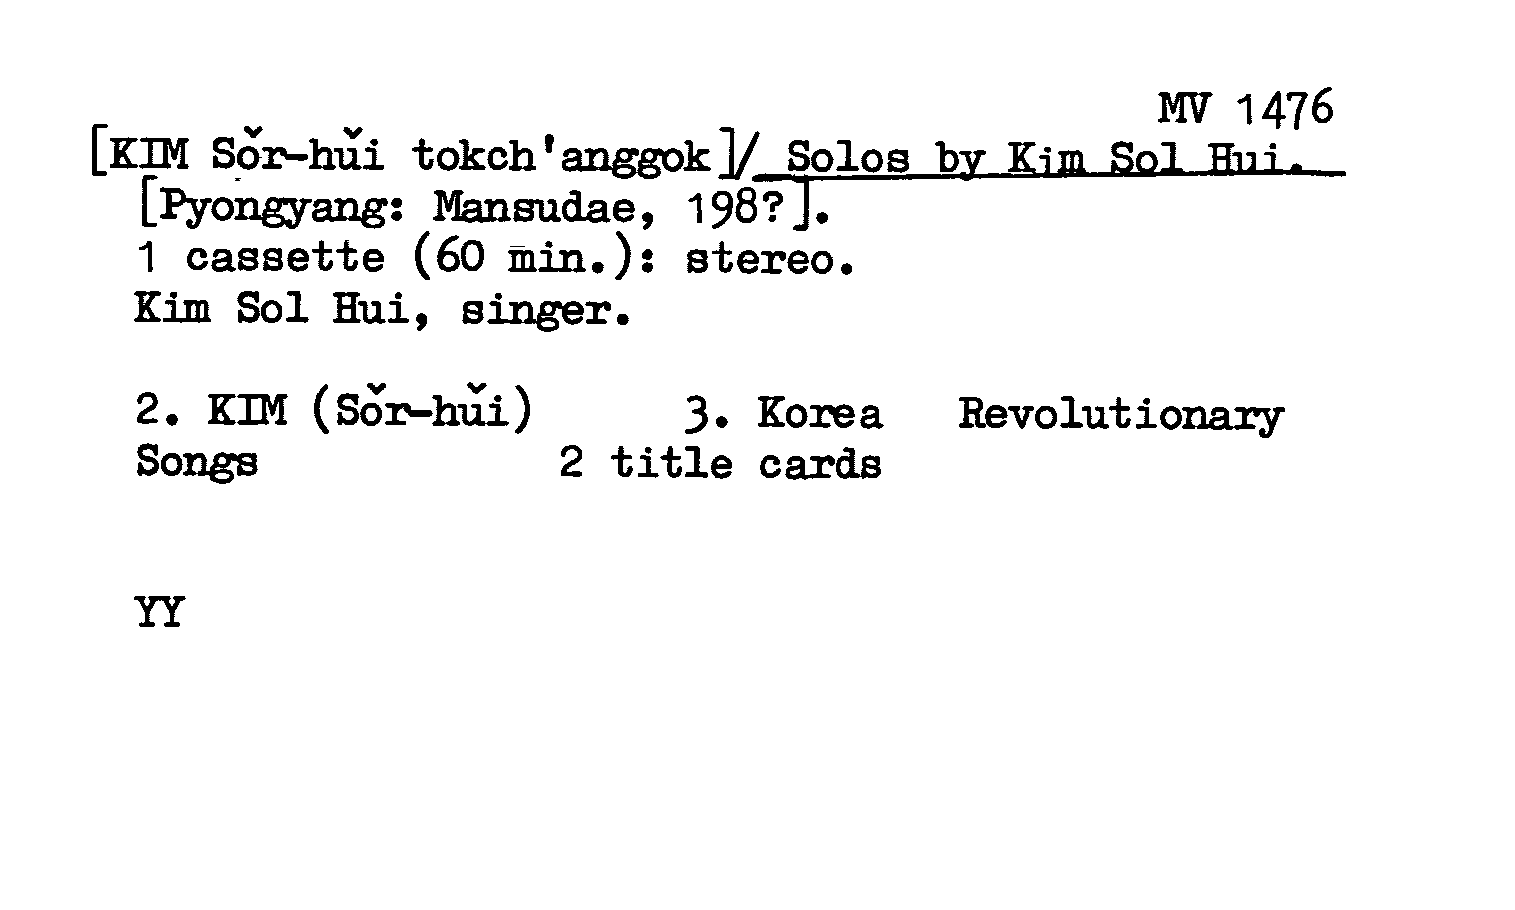 MV 1476
[KIM Sŏr-hŭi tokch'anggok]/ Solos by Kim Sol Hui.
[Pyongyang: Mansudae, 198?].
1 cassette (60 min.): stereo.
Kim Sol Hui, singer.
2. KIM (Sŏr-hŭi) 3. Korea Revolutionary
Songs 2 title cards
YY